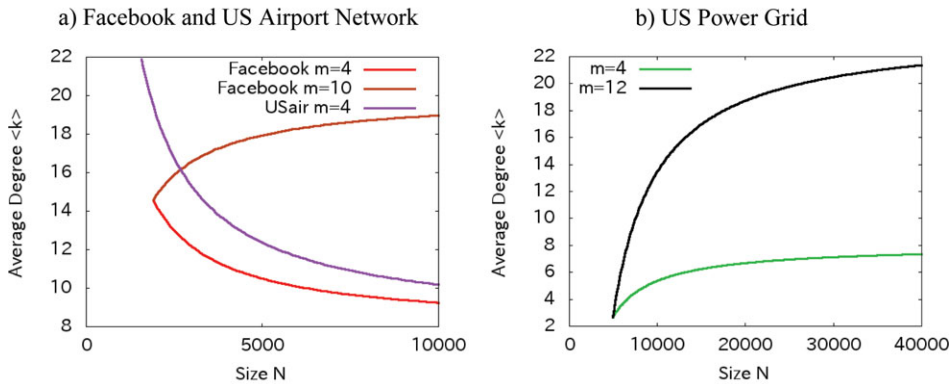 a) Facebook and US Airport Network
22
20
18
16
14
12
10
8
Average Degree <k>
Facebook m=4
Facebook m=10
USair m=4
0
5000
10000
Size N
b) US Power Grid
22
20
18
16
14
12
10
8
6
4
2
Average Degree <k>
m=4
m=12
0
10000
20000
30000
40000
Size N